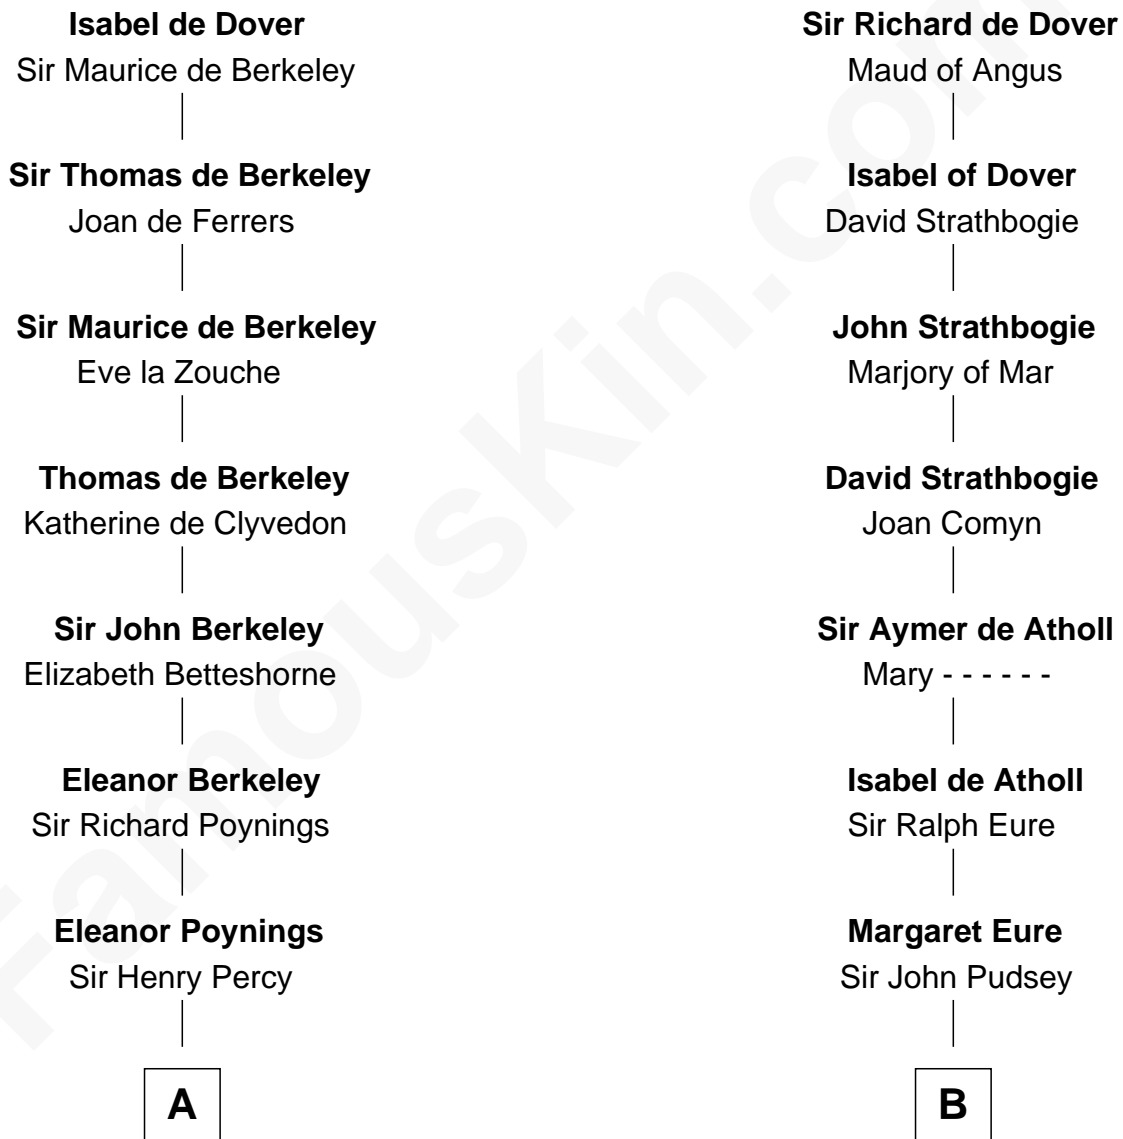 Isabel de Dover
Sir Maurice de Berkeley
Sir Thomas de Berkeley
Joan de Ferrers
Sir Maurice de Berkeley
Eve la Zouche
Thomas de Berkeley
Katherine de Clyvedon
Sir John Berkeley
Elizabeth Betteshorne
Eleanor Berkeley
Sir Richard Poynings
Eleanor Poynings
Sir Henry Percy
A
Sir Richard de Dover
Maud of Angus
Isabel of Dover
David Strathbogie
John Strathbogie
Marjory of Mar
David Strathbogie
Joan Comyn
Sir Aymer de Atholl
Mary - - - - - -
Isabel de Atholl
Sir Ralph Eure
Margaret Eure
Sir John Pudsey
B
FamousKin.com